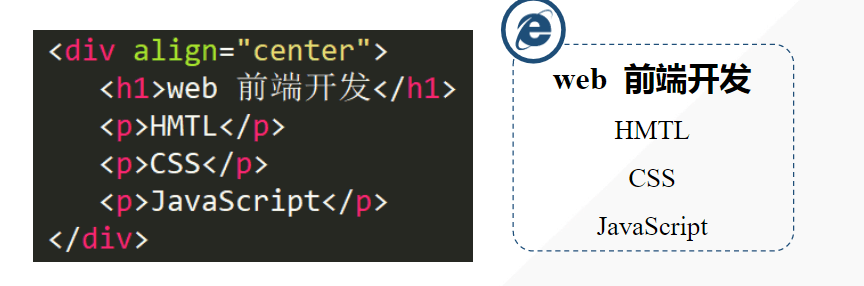 <div align="center">
<h1>web 前端开发</h1>
<p>HMTL</p>
<p>CSS</p>
<p>JavaScript</p>
</div>
web 前端开发
HMTL
CSS
JavaScript